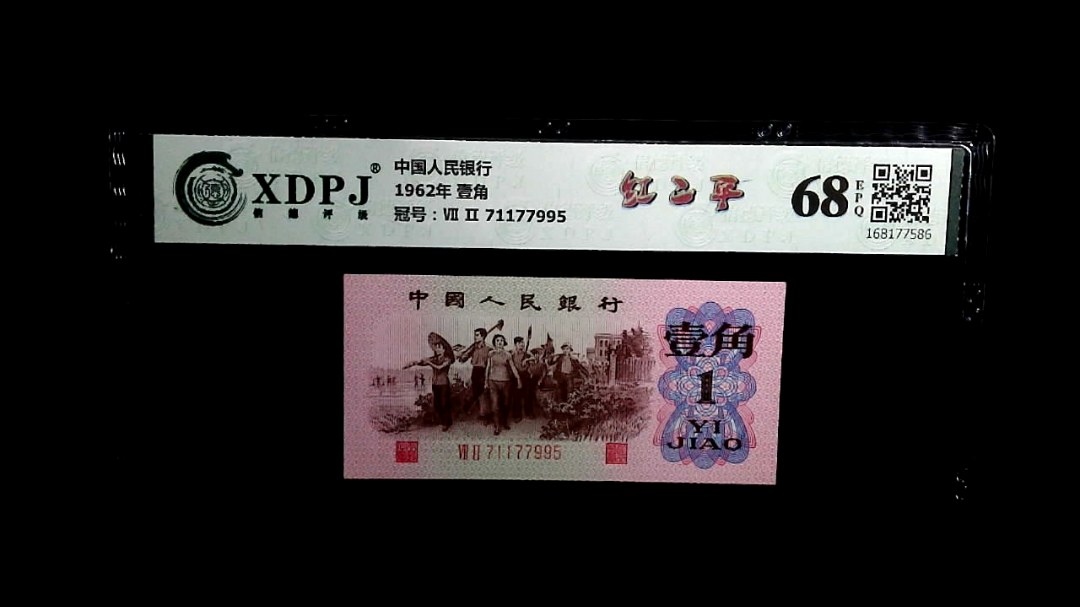 XDPJ®
信德评级
中国人民银行
1962年 壹角
冠号：Ⅶ Ⅱ 71177995
红二平
68
EPQ
168177586
中國人民銀行
壹角
1
YI
JIAO
Ⅶ Ⅱ 71177995